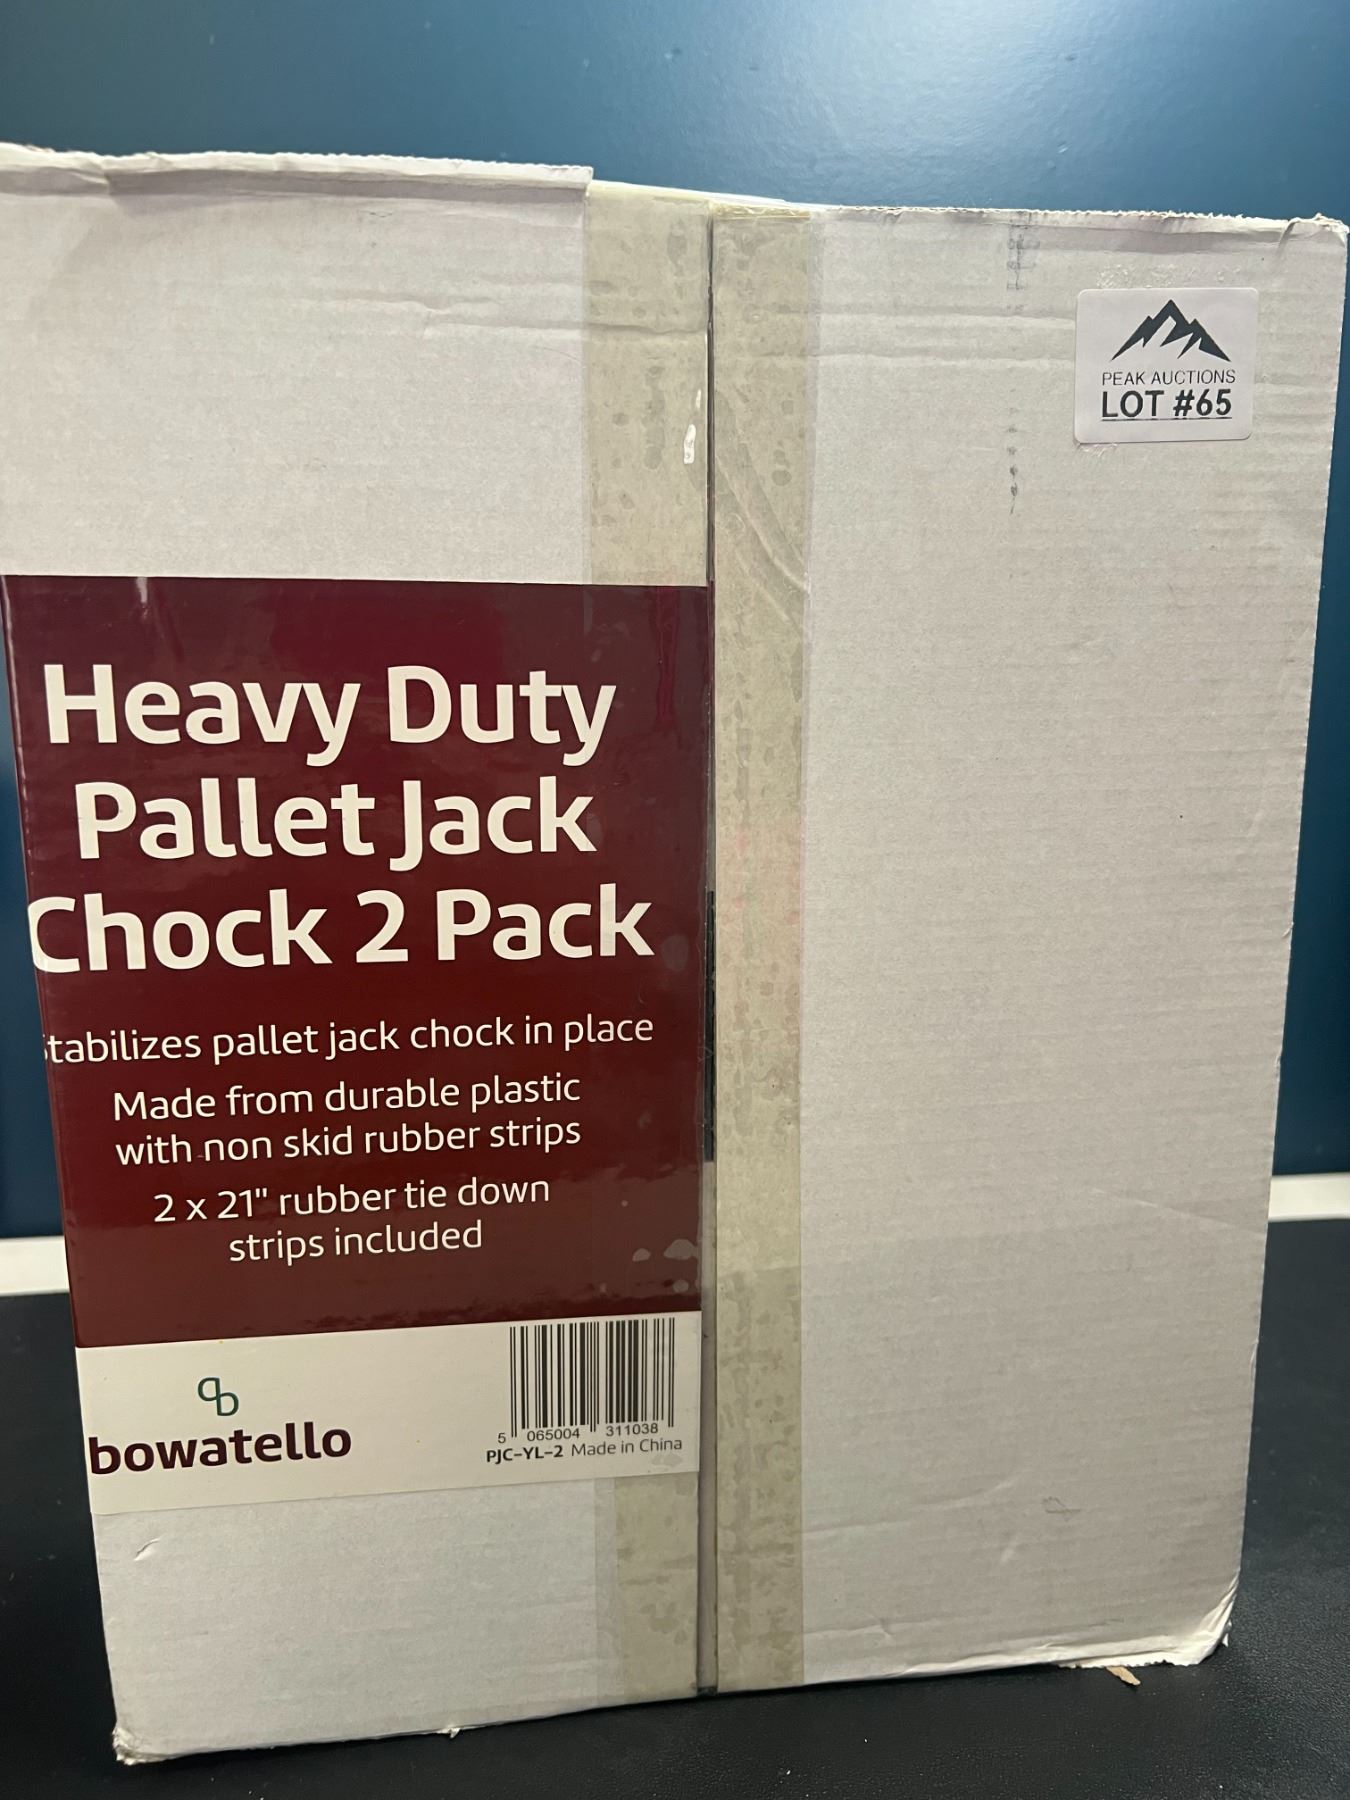 PEAK AUCTIONS
LOT #65
Heavy Duty
Pallet Jack
Chock 2 Pack
tabilizes pallet jack chock in place
Made from durable plastic
with non skid rubber strips
2 x 21" rubber tie down
strips included
bowatello
5 065004 311038
PJC-YL-2 Made in China